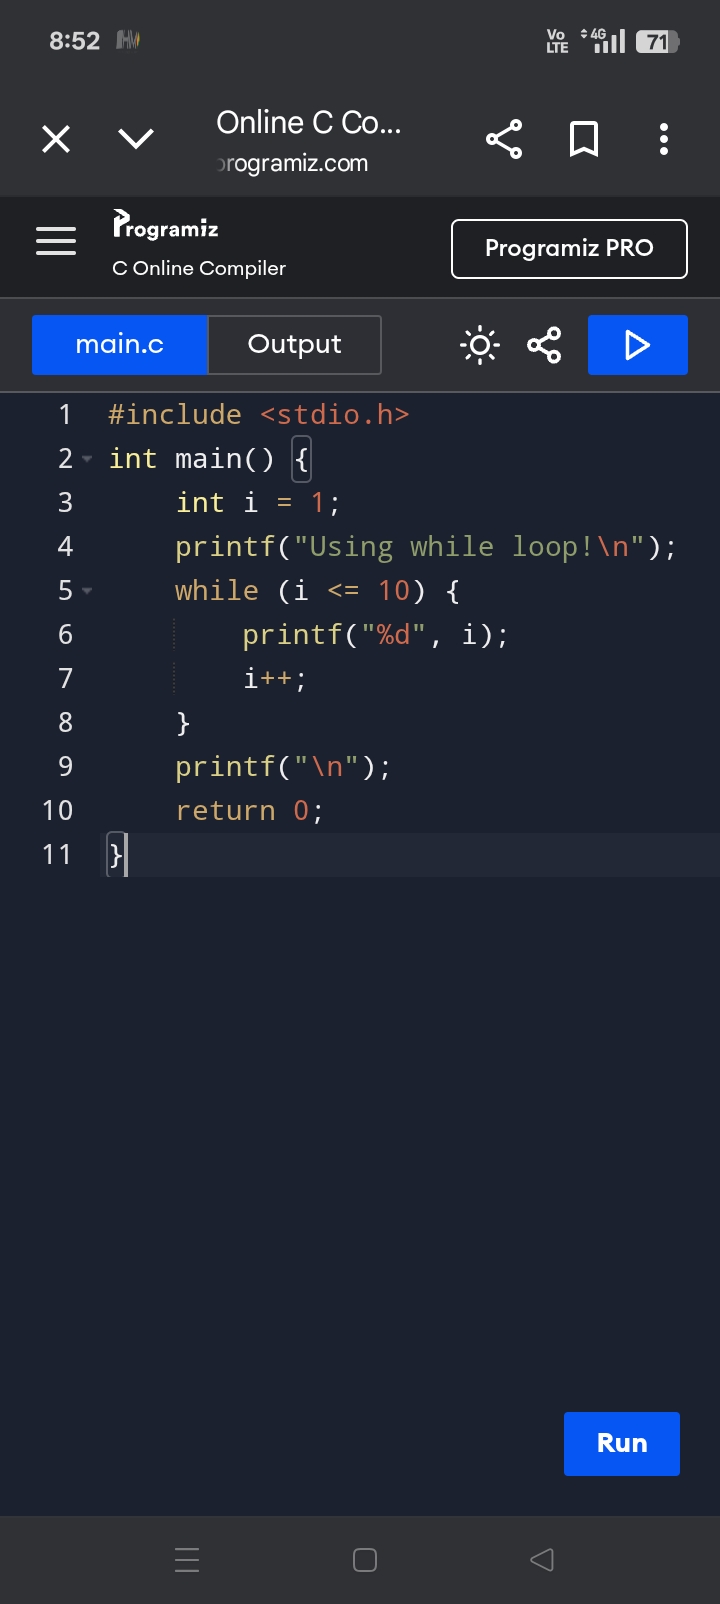 8:52
Vo LTE 4G 71
Online C Co...
programiz.com
Programiz
C Online Compiler
Programiz PRO
main.c Output
1 #include <stdio.h>
2 int main() {
3     int i = 1;
4     printf("Using while loop!\n");
5     while (i <= 10) {
6         printf("%d", i);
7         i++;
8     }
9     printf("\n");
10     return 0;
11 }
Run